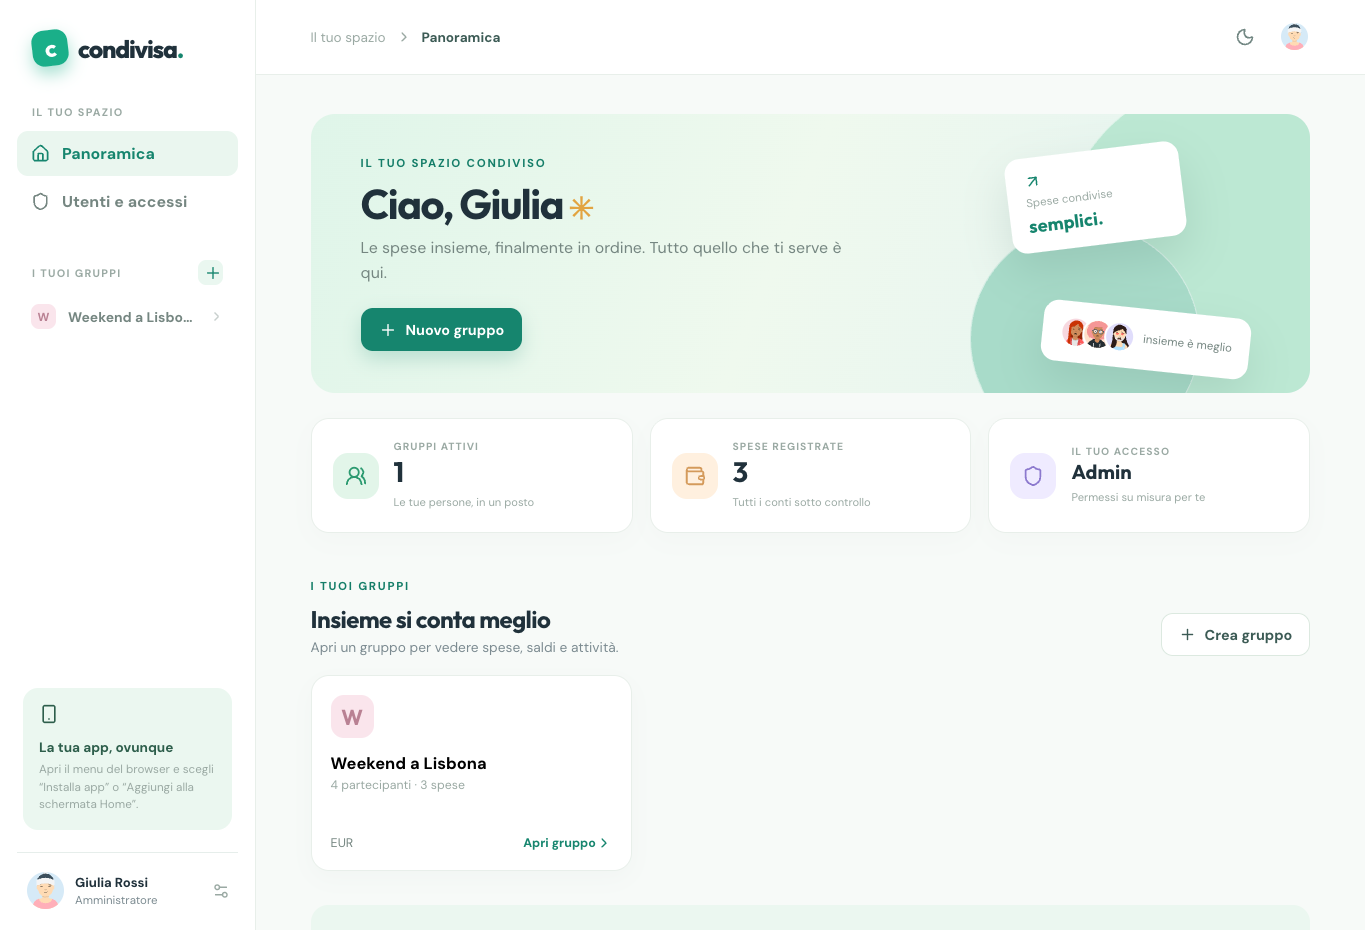 c condivisa.
IL TUO SPAZIO
Panoramica
Utenti e accessi
I TUOI GRUPPI
W Weekend a Lisbo...
La tua app, ovunque
Apri il menu del browser e scegli
“Installa app” o “Aggiungi alla
schermata Home”.
Giulia Rossi
Amministratore
Il tuo spazio > Panoramica
IL TUO SPAZIO CONDIVISO
Ciao, Giulia
Le spese insieme, finalmente in ordine. Tutto quello che ti serve è
qui.
Nuovo gruppo
Spese condivise
semplici.
insieme è meglio
GRUPPI ATTIVI
1
Le tue persone, in un posto
SPESE REGISTRATE
3
Tutti i conti sotto controllo
IL TUO ACCESSO
Admin
Permessi su misura per te
I TUOI GRUPPI
Insieme si conta meglio
Apri un gruppo per vedere spese, saldi e attività.
Crea gruppo
W
Weekend a Lisbona
4 partecipanti · 3 spese
EUR
Apri gruppo